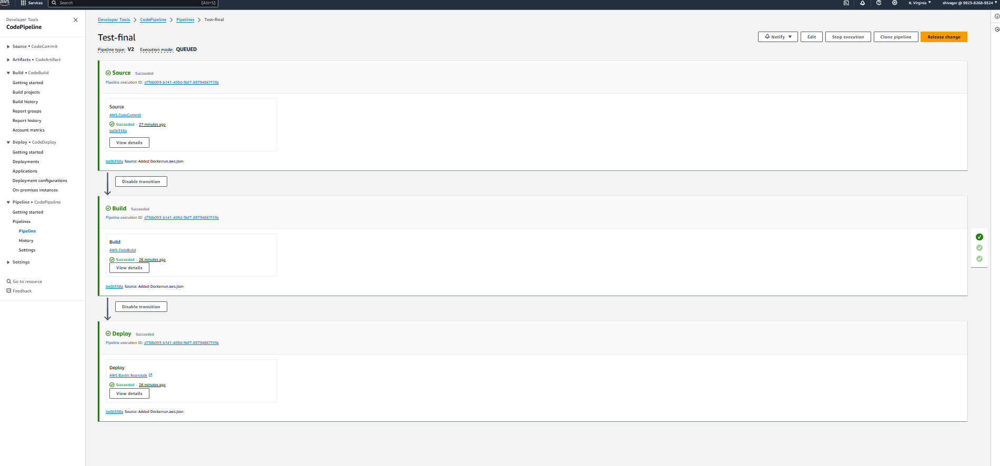 aws
Services
Search
[Alt+S]
N. Virginia
shivagor @ 9923-8268-9324
Developer Tools
CodePipeline
Source • CodeCommit
Artifacts • CodeArtifact
Build • CodeBuild
Getting started
Build projects
Build history
Report groups
Report history
Account metrics
Deploy • CodeDeploy
Getting started
Deployments
Applications
Deployment configurations
On-premises instances
Pipeline • CodePipeline
Getting started
Pipelines
Pipeline
History
Settings
Settings
Go to resource
Feedback
Developer Tools > CodePipeline > Pipelines > Test-final
Test-final
Notify
Edit
Stop execution
Clone pipeline
Release change
Pipeline type: V2 Execution mode: QUEUED
Source Succeeded
Pipeline execution ID: d7fdb093-b141-409d-9bf7-89794867f19a
Source
AWS CodeCommit
Succeeded - 27 minutes ago
be0b358a
View details
be0b358a Source: Added Dockerrun.aws.json
Disable transition
Build Succeeded
Pipeline execution ID: d7fdb093-b141-409d-9bf7-89794867f19a
Build
AWS CodeBuild
Succeeded - 26 minutes ago
View details
be0b358a Source: Added Dockerrun.aws.json
Disable transition
Deploy Succeeded
Pipeline execution ID: d7fdb093-b141-409d-9bf7-89794867f19a
Deploy
AWS Elastic Beanstalk
Succeeded - 26 minutes ago
View details
be0b358a Source: Added Dockerrun.aws.json